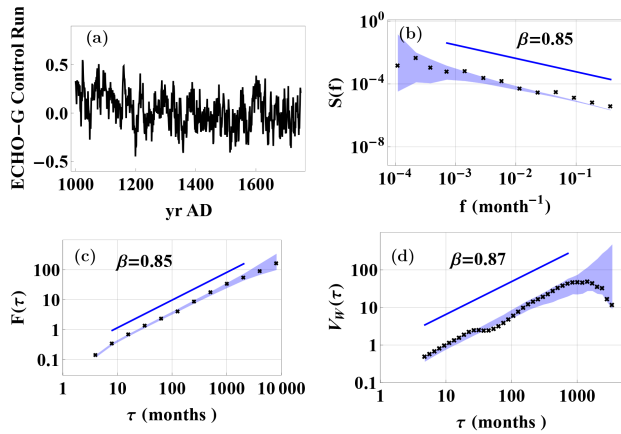 (a)
ECHO-G Control Run
0.5
0.0
−0.5
1000 1200 1400 1600
yr AD
(b)
β=0.85
S(f)
10^0
10^−4
10^−8
10^−4 10^−3 10^−2 10^−1
f (month^−1)
(c)
β=0.85
F(τ)
100
10
1
0.1
1 10 100 1000 10 000
τ (months )
(d)
β=0.87
V_W(τ)
100
10
1
0.1
1 10 100 1000
τ (months )